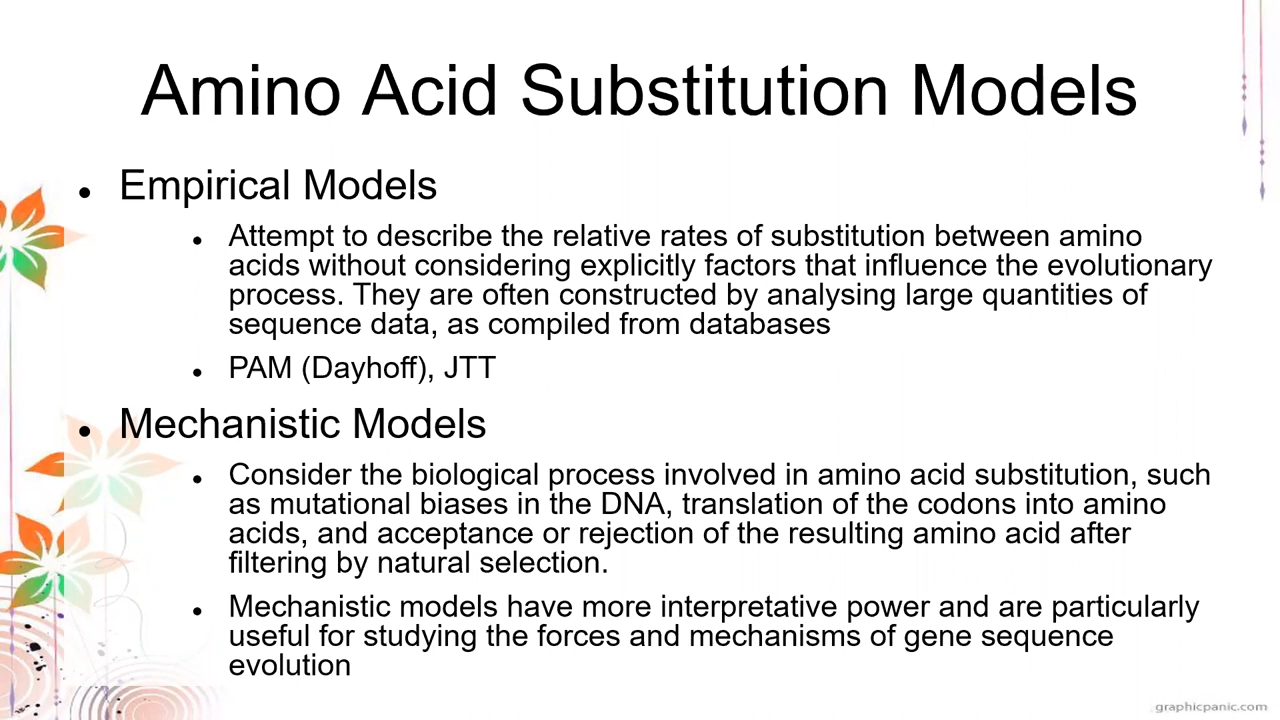 Amino Acid Substitution Models
• Empirical Models
• Attempt to describe the relative rates of substitution between amino
acids without considering explicitly factors that influence the evolutionary
process. They are often constructed by analysing large quantities of
sequence data, as compiled from databases
• PAM (Dayhoff), JTT
• Mechanistic Models
• Consider the biological process involved in amino acid substitution, such
as mutational biases in the DNA, translation of the codons into amino
acids, and acceptance or rejection of the resulting amino acid after
filtering by natural selection.
• Mechanistic models have more interpretative power and are particularly
useful for studying the forces and mechanisms of gene sequence
evolution
graphicpanic.com